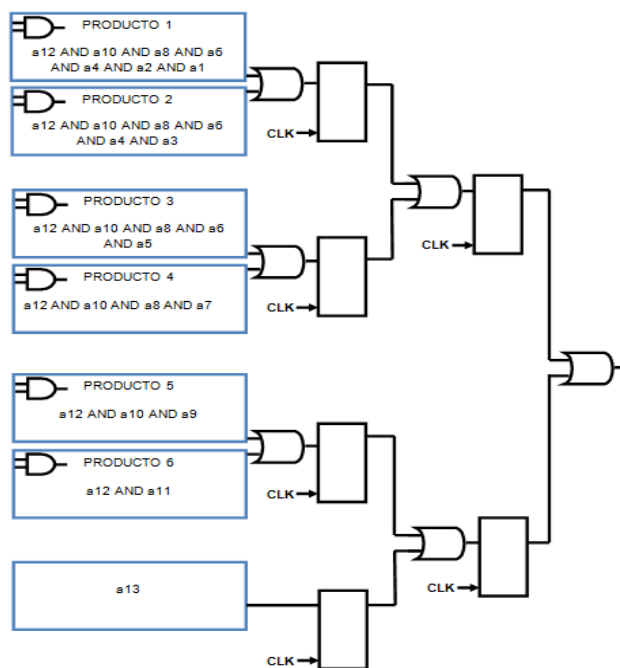 PRODUCTO 1
a12 AND a10 AND a8 AND a6
AND a4 AND a2 AND a1
PRODUCTO 2
a12 AND a10 AND a8 AND a6
AND a4 AND a3
CLK
PRODUCTO 3
a12 AND a10 AND a8 AND a6
AND a5
CLK
PRODUCTO 4
a12 AND a10 AND a8 AND a7
CLK
PRODUCTO 5
a12 AND a10 AND a9
PRODUCTO 6
a12 AND a11
CLK
a13
CLK
CLK